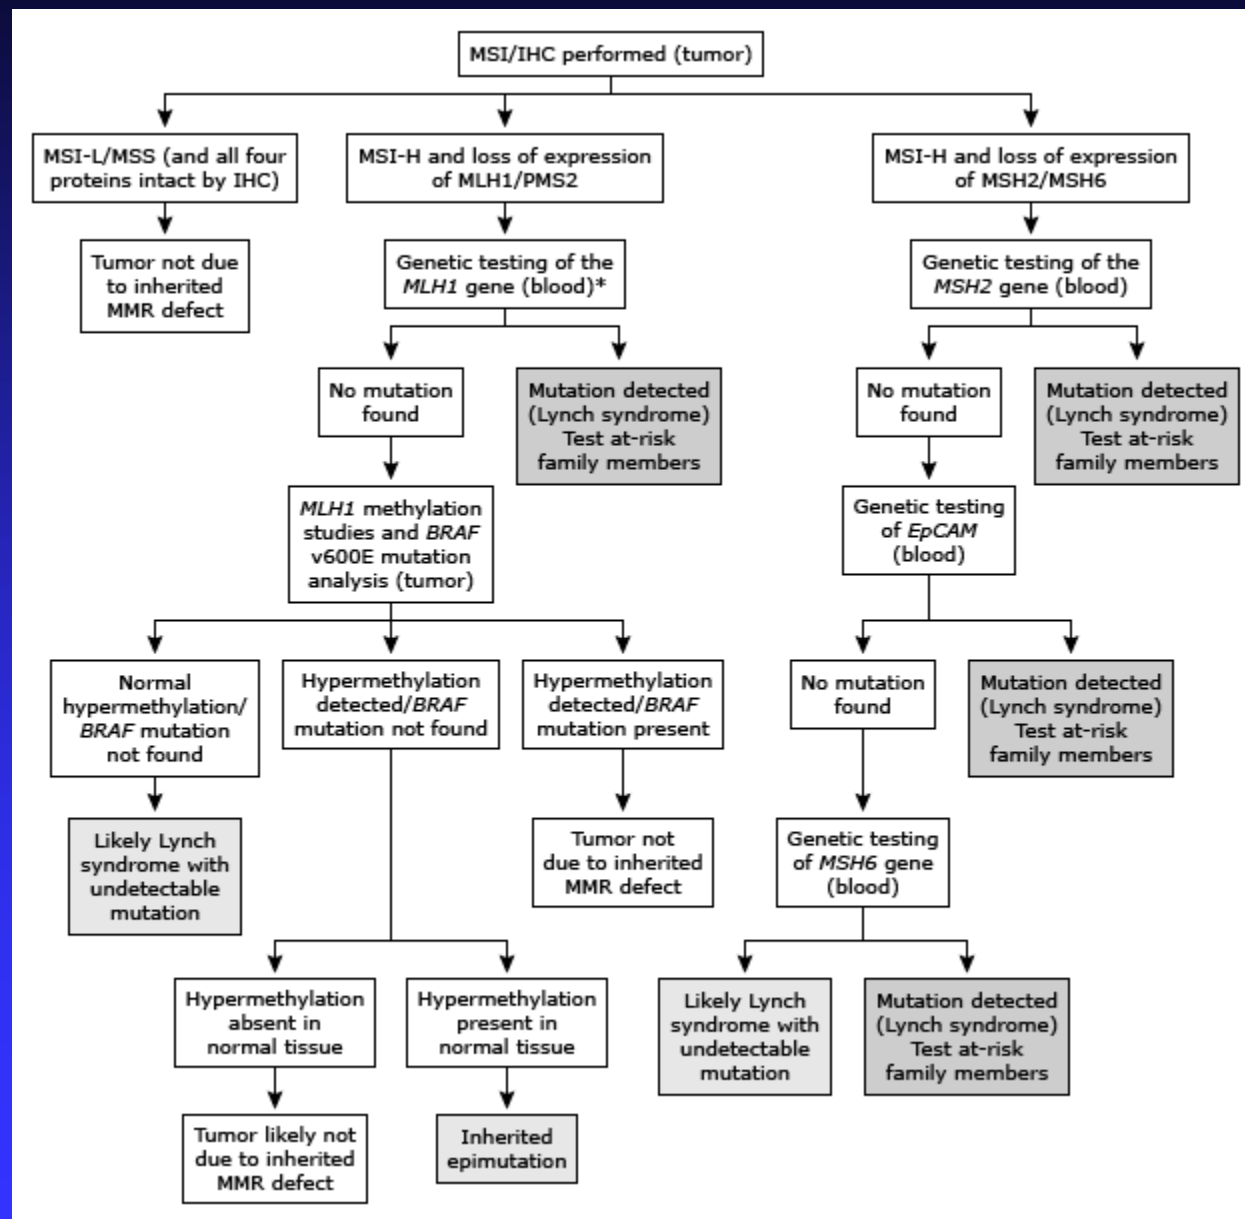 MSI/IHC performed (tumor)
MSI-L/MSS (and all four
proteins intact by IHC)
MSI-H and loss of expression
of MLH1/PMS2
MSI-H and loss of expression
of MSH2/MSH6
Tumor not due
to inherited
MMR defect
Genetic testing of the
MLH1 gene (blood)*
Genetic testing of the
MSH2 gene (blood)
No mutation
found
Mutation detected
(Lynch syndrome)
Test at-risk
family members
No mutation
found
Mutation detected
(Lynch syndrome)
Test at-risk
family members
MLH1 methylation
studies and BRAF
v600E mutation
analysis (tumor)
Genetic testing
of EpCAM
(blood)
Normal
hypermethylation/
BRAF mutation
not found
Hypermethylation
detected/BRAF
mutation not found
Hypermethylation
detected/BRAF
mutation present
No mutation
found
Mutation detected
(Lynch syndrome)
Test at-risk
family members
Likely Lynch
syndrome with
undetectable
mutation
Tumor not
due to inherited
MMR defect
Genetic testing
of MSH6 gene
(blood)
Hypermethylation
absent in
normal tissue
Hypermethylation
present in
normal tissue
Likely Lynch
syndrome with
undetectable
mutation
Mutation detected
(Lynch syndrome)
Test at-risk
family members
Tumor likely not
due to inherited
MMR defect
Inherited
epimutation